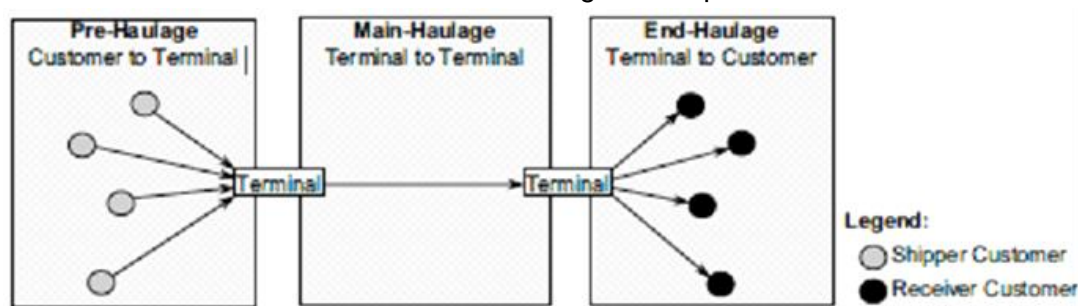 Pre-Haulage
Customer to Terminal
Main-Haulage
Terminal to Terminal
End-Haulage
Terminal to Customer
Terminal
Terminal
Legend:
Shipper Customer
Receiver Customer